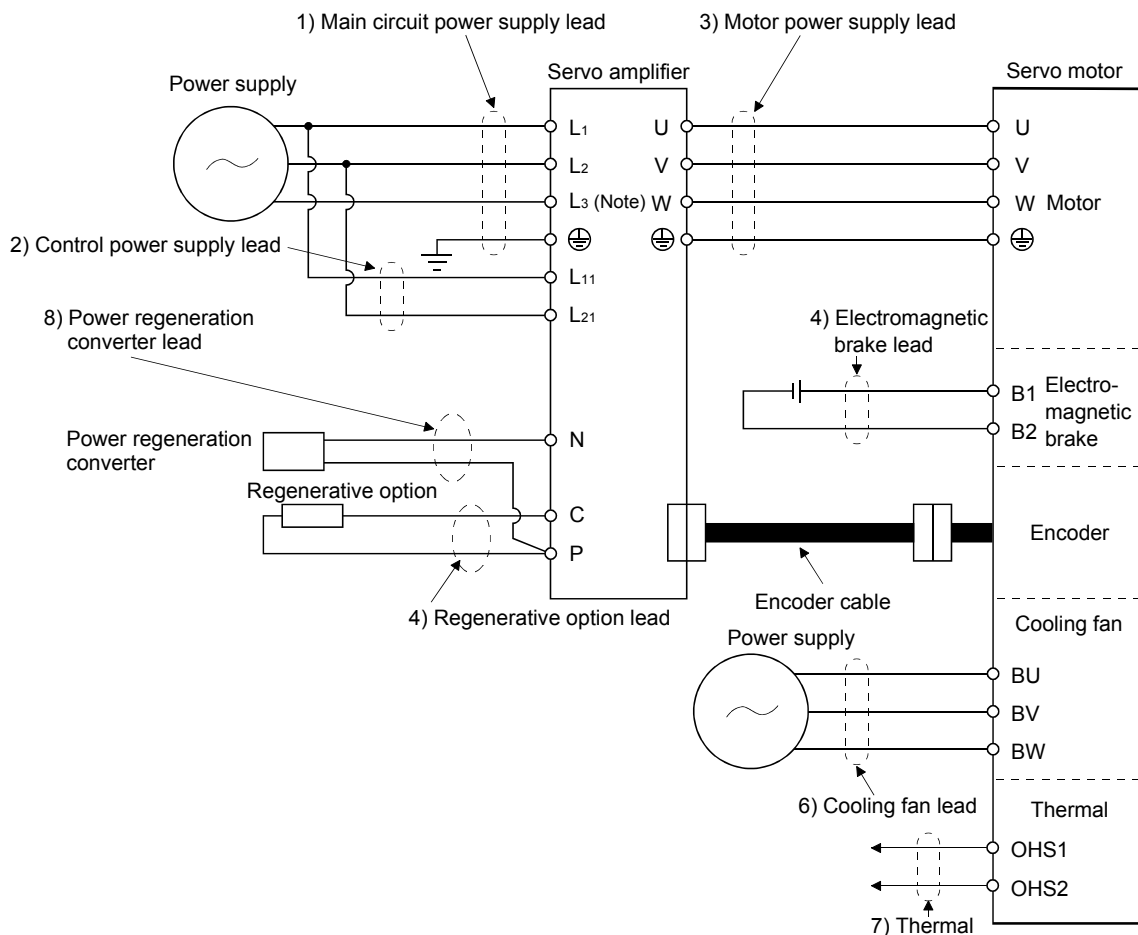 1) Main circuit power supply lead
3) Motor power supply lead
Servo amplifier
Servo motor
Power supply
L1
U
U
L2
V
V
L3 (Note)
W
W
Motor
2) Control power supply lead
L11
L21
8) Power regeneration
converter lead
4) Electromagnetic
brake lead
B1
B2
Electro-
magnetic
brake
Power regeneration
converter
N
Regenerative option
C
P
Encoder
4) Regenerative option lead
Encoder cable
Power supply
Cooling fan
BU
BV
BW
6) Cooling fan lead
Thermal
OHS1
OHS2
7) Thermal